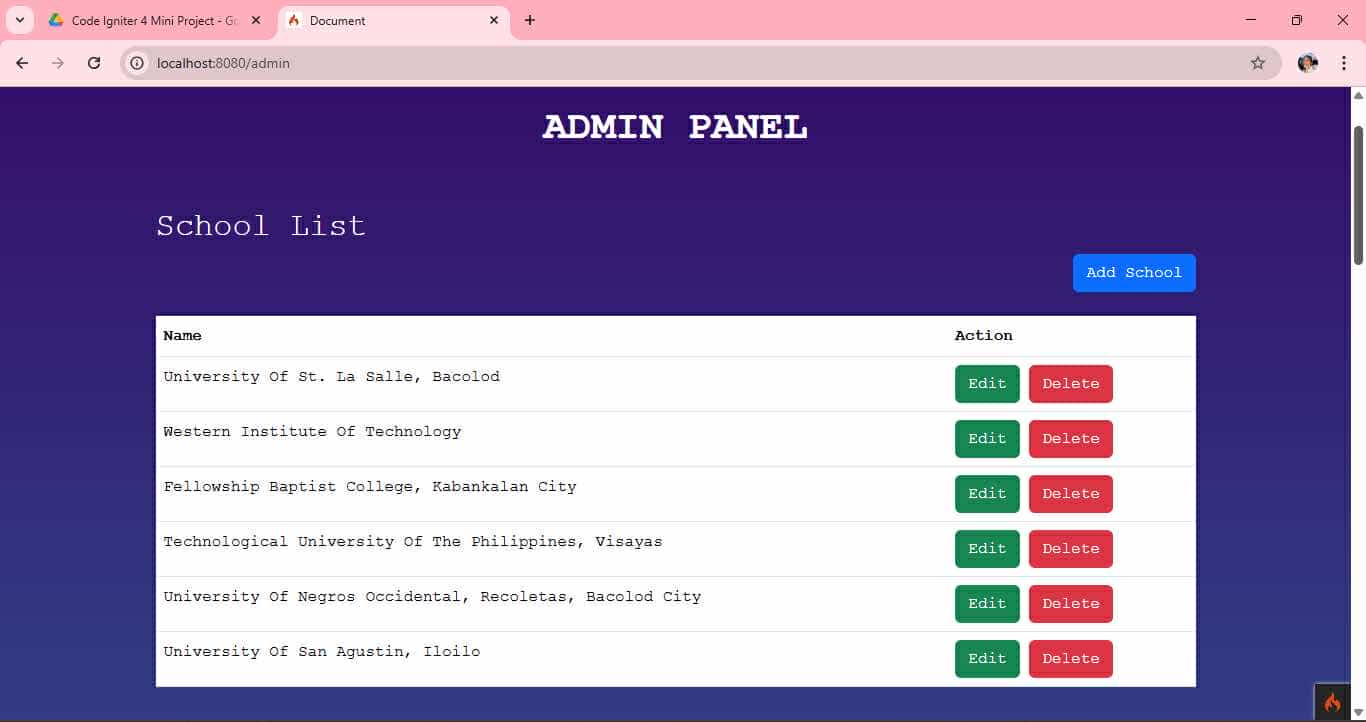 Code Igniter 4 Mini Project - Go
Document
localhost:8080/admin
ADMIN PANEL
School List
Add School
Name Action
University Of St. La Salle, Bacolod Edit Delete
Western Institute Of Technology Edit Delete
Fellowship Baptist College, Kabankalan City Edit Delete
Technological University Of The Philippines, Visayas Edit Delete
University Of Negros Occidental, Recoletas, Bacolod City Edit Delete
University Of San Agustin, Iloilo Edit Delete